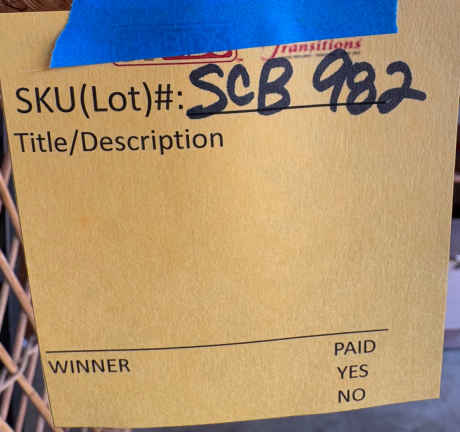 Transitions
SKU(Lot)#: SCB 982
Title/Description
WINNER
PAID
YES
NO